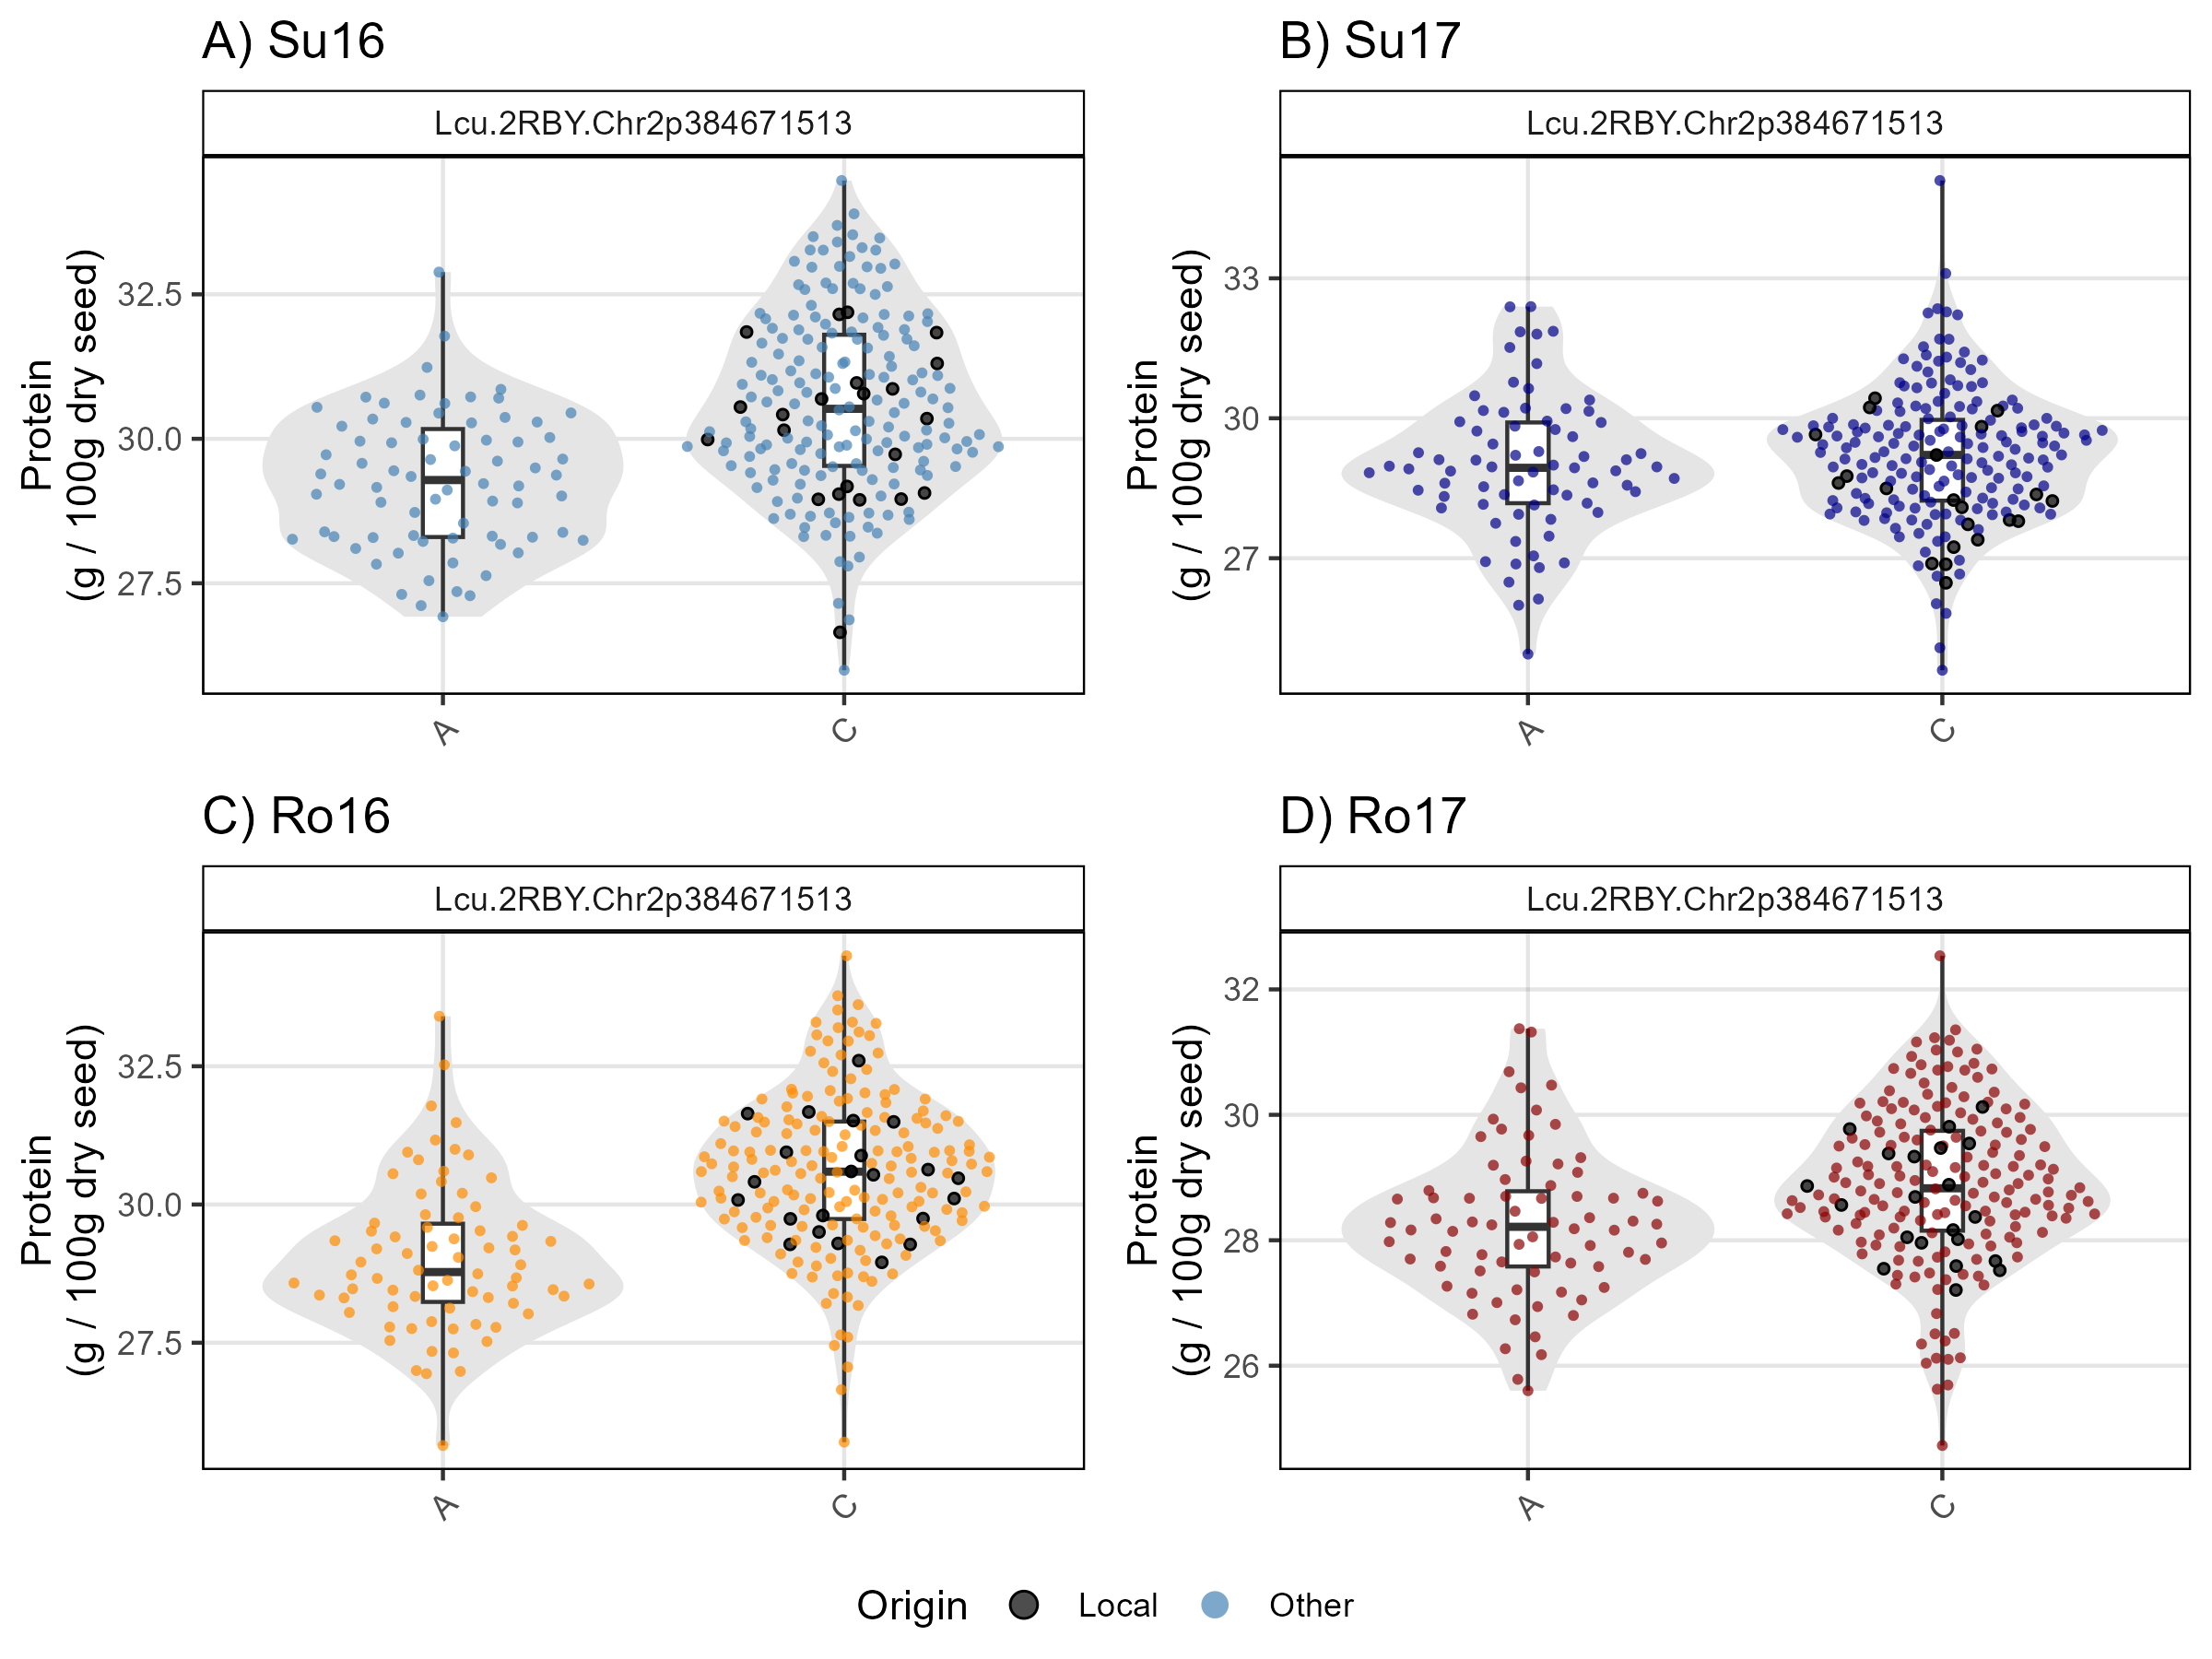 A) Su16
Lcu.2RBY.Chr2p384671513
Protein
(g / 100g dry seed)
32.5
30.0
27.5
A
C
B) Su17
Lcu.2RBY.Chr2p384671513
Protein
(g / 100g dry seed)
33
30
27
A
C
C) Ro16
Lcu.2RBY.Chr2p384671513
Protein
(g / 100g dry seed)
32.5
30.0
27.5
A
C
D) Ro17
Lcu.2RBY.Chr2p384671513
Protein
(g / 100g dry seed)
32
30
28
26
A
C
Origin Local Other